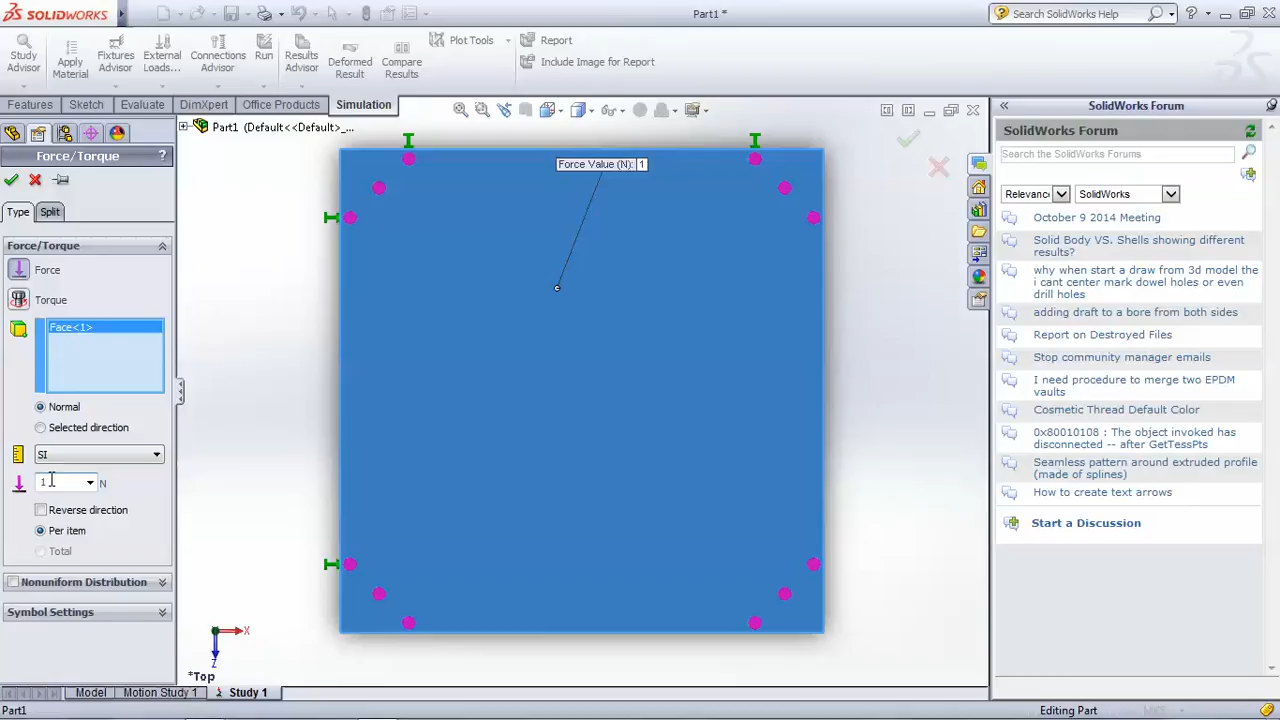 SOLIDWORKS
Part1 *
Search SolidWorks Help
Study Advisor
Apply Material
Fixtures Advisor
External Loads...
Connections Advisor
Run
Results Advisor
Deformed Result
Compare Results
Plot Tools
Report
Include Image for Report
Features
Sketch
Evaluate
DimXpert
Office Products
Simulation
Part1 (Default<<Default>_...
Force/Torque
?
Type
Split
Force/Torque
Force
Torque
Face<1>
Normal
Selected direction
SI
1
N
Reverse direction
Per item
Total
Nonuniform Distribution
Symbol Settings
Force Value (N): 1
X
Z
*Top
Model
Motion Study 1
Study 1
Part1
Editing Part
MKS
SolidWorks Forum
SolidWorks Forum
Search the SolidWorks Forums
Relevanc
SolidWorks
October 9 2014 Meeting
Solid Body VS. Shells showing different
results?
why when start a draw from 3d model the
i cant center mark dowel holes or even
drill holes
adding draft to a bore from both sides
Report on Destroyed Files
Stop community manager emails
I need procedure to merge two EPDM
vaults
Cosmetic Thread Default Color
0x80010108 : The object invoked has
disconnected -- after GetTessPts
Seamless pattern around extruded profile
(made of splines)
How to create text arrows
Start a Discussion